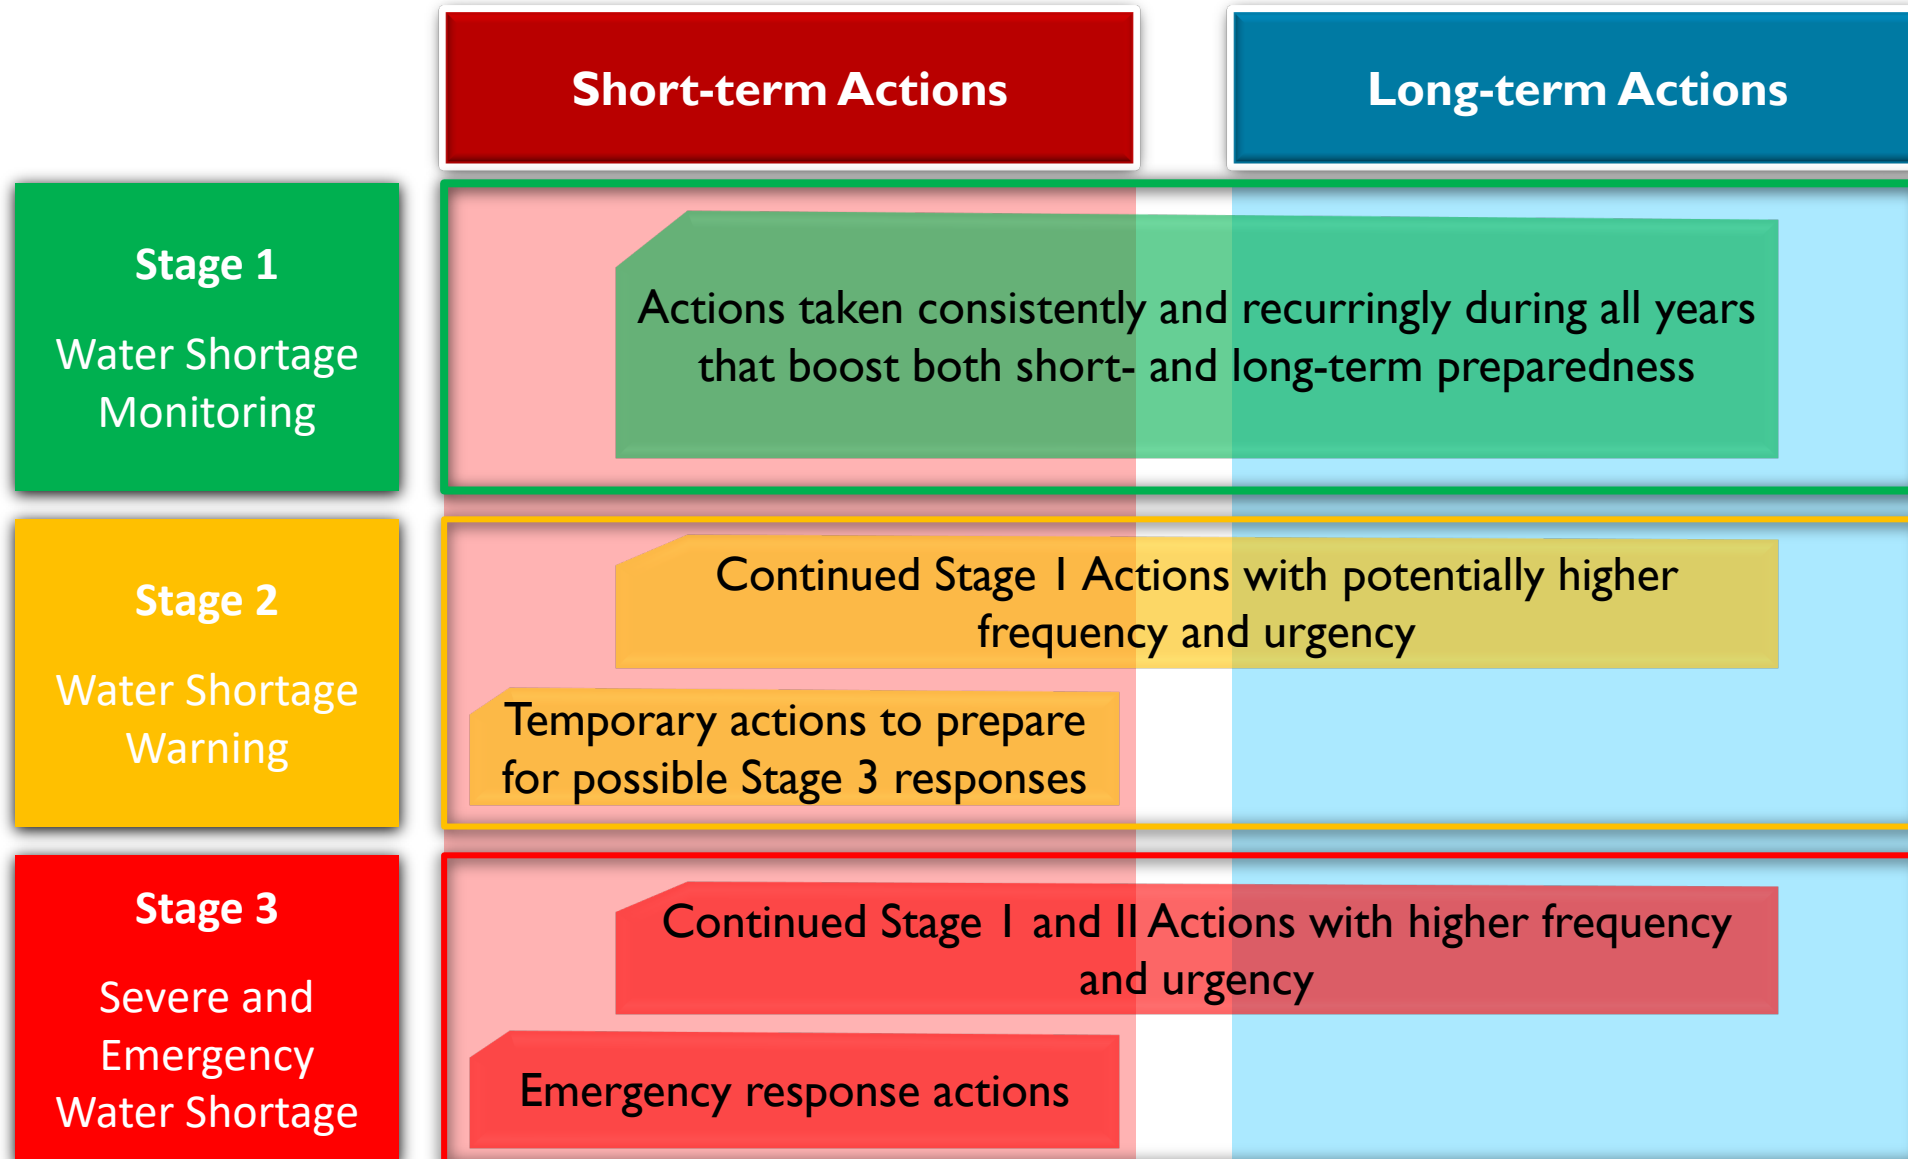 Short-term Actions
Long-term Actions
Stage 1
Water Shortage
Monitoring
Actions taken consistently and recurringly during all years
that boost both short- and long-term preparedness
Stage 2
Water Shortage
Warning
Continued Stage 1 Actions with potentially higher
frequency and urgency
Temporary actions to prepare
for possible Stage 3 responses
Stage 3
Severe and
Emergency
Water Shortage
Continued Stage 1 and II Actions with higher frequency
and urgency
Emergency response actions